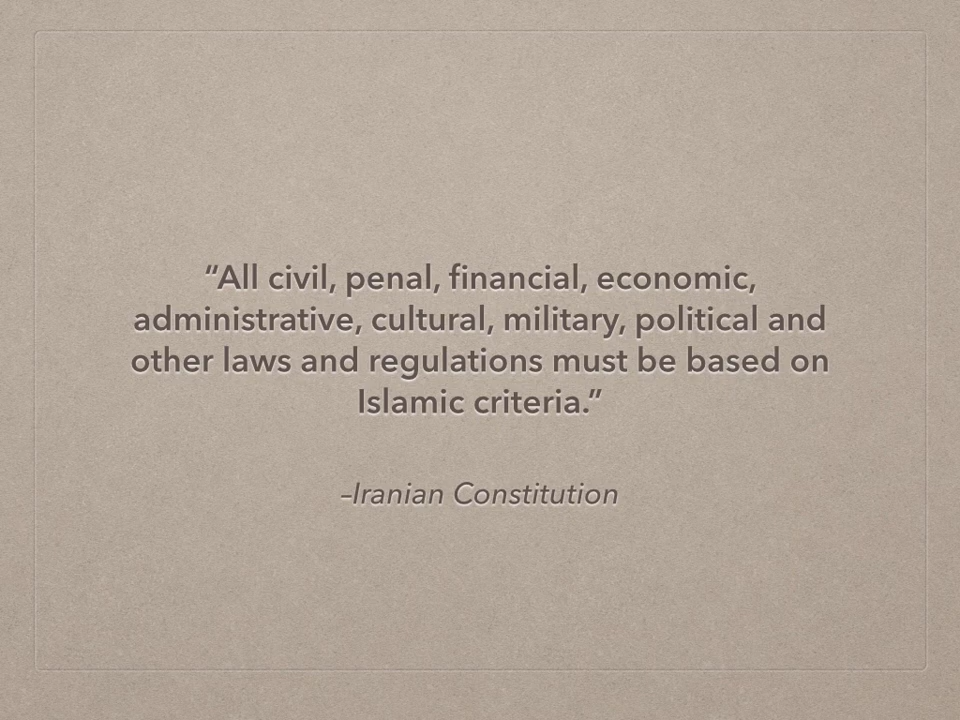 “All civil, penal, financial, economic,
administrative, cultural, military, political and
other laws and regulations must be based on
Islamic criteria.”
–Iranian Constitution